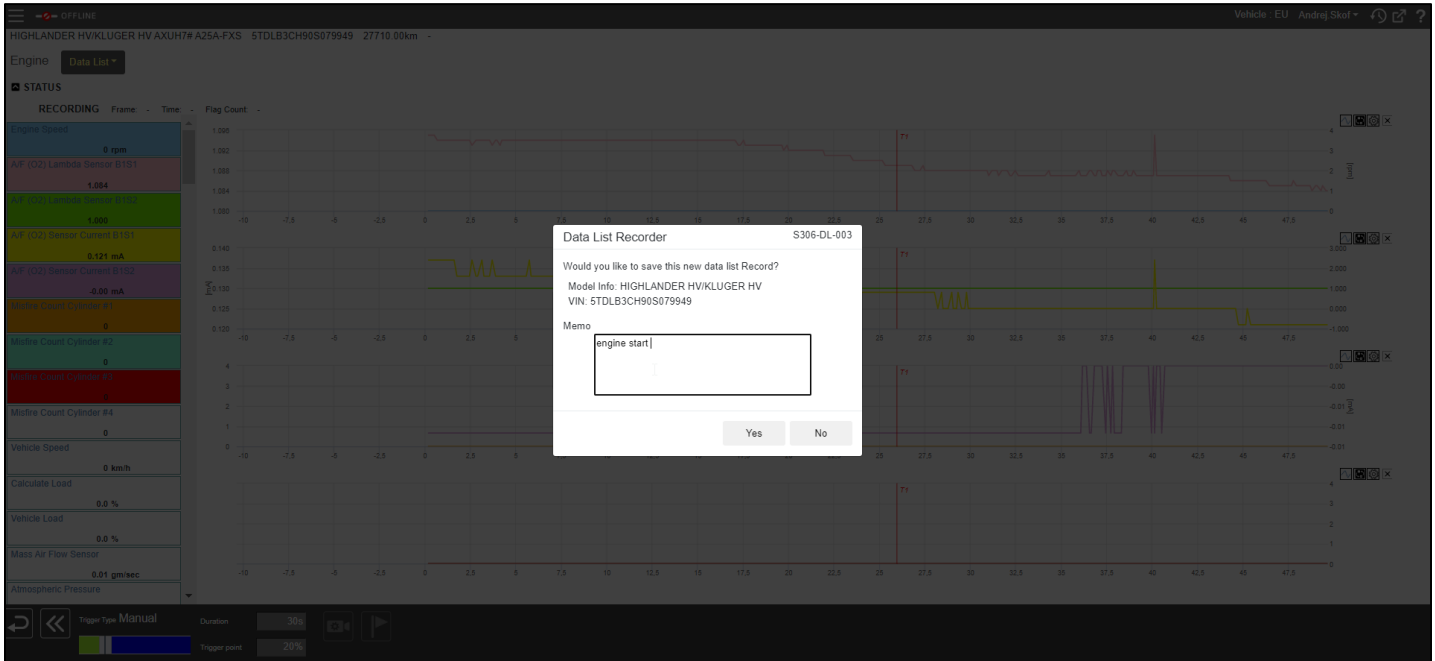 OFFLINE
Vehicle : EU Andrej.Skof
HIGHLANDER HV/KLUGER HV AXUH7# A25A-FXS 5TDLB3CH90S079949 27710.00km -
Engine Data List
STATUS
RECORDING Frame: - Time: - Flag Count: -
Engine Speed
0 rpm
A/F (O2) Lambda Sensor B1S1
1.084
A/F (O2) Lambda Sensor B1S2
1.000
A/F (O2) Sensor Current B1S1
0.121 mA
A/F (O2) Sensor Current B1S2
-0.00 mA
Misfire Count Cylinder #1
0
Misfire Count Cylinder #2
0
Misfire Count Cylinder #3
0
Misfire Count Cylinder #4
0
Vehicle Speed
0 km/h
Calculate Load
0.0 %
Vehicle Load
0.0 %
Mass Air Flow Sensor
0.01 gm/sec
Atmospheric Pressure
Data List Recorder S306-DL-003
Would you like to save this new data list Record?
Model Info: HIGHLANDER HV/KLUGER HV
VIN: 5TDLB3CH90S079949
Memo
engine start
Yes No
Trigger Type Manual
Duration 30s
Trigger point 20%